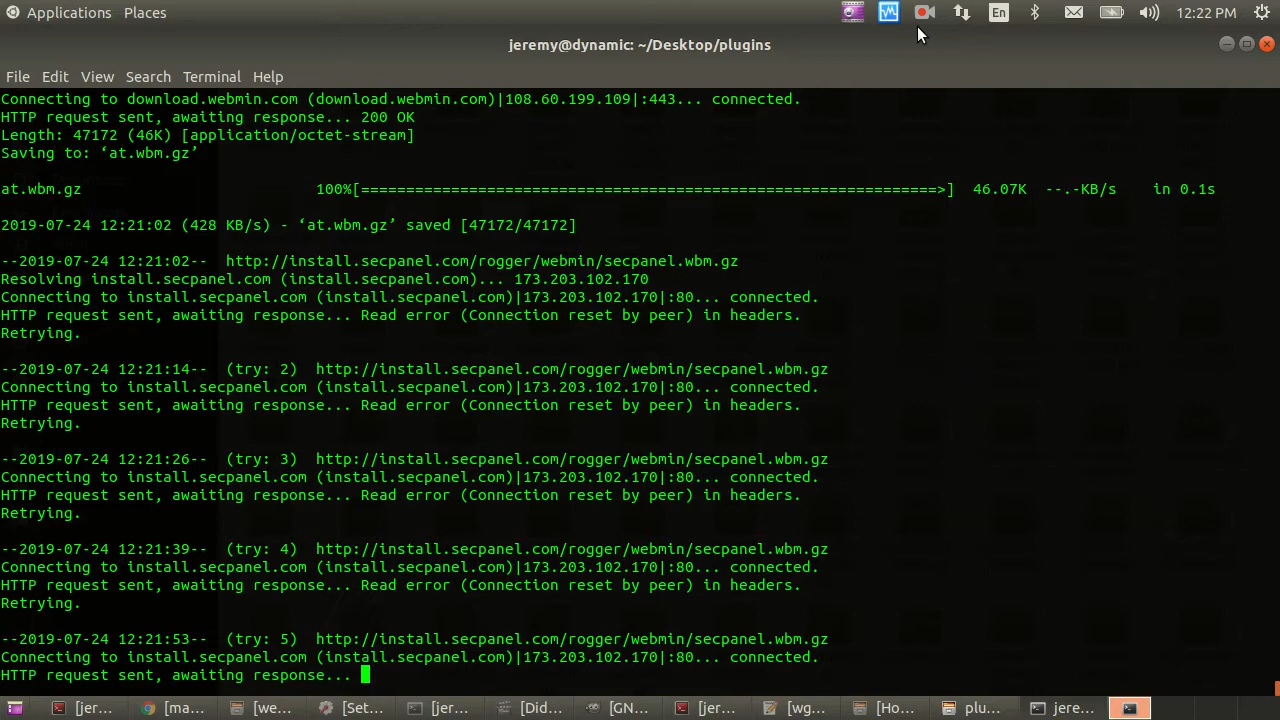 Applications Places En 12:22 PM
jeremy@dynamic: ~/Desktop/plugins
File Edit View Search Terminal Help
Connecting to download.webmin.com (download.webmin.com)|108.60.199.109|:443... connected.
HTTP request sent, awaiting response... 200 OK
Length: 47172 (46K) [application/octet-stream]
Saving to: ‘at.wbm.gz’
at.wbm.gz 100%[================================================================>] 46.07K --.-KB/s in 0.1s
2019-07-24 12:21:02 (428 KB/s) - ‘at.wbm.gz’ saved [47172/47172]
--2019-07-24 12:21:02-- http://install.secpanel.com/rogger/webmin/secpanel.wbm.gz
Resolving install.secpanel.com (install.secpanel.com)... 173.203.102.170
Connecting to install.secpanel.com (install.secpanel.com)|173.203.102.170|:80... connected.
HTTP request sent, awaiting response... Read error (Connection reset by peer) in headers.
Retrying.
--2019-07-24 12:21:14-- (try: 2) http://install.secpanel.com/rogger/webmin/secpanel.wbm.gz
Connecting to install.secpanel.com (install.secpanel.com)|173.203.102.170|:80... connected.
HTTP request sent, awaiting response... Read error (Connection reset by peer) in headers.
Retrying.
--2019-07-24 12:21:26-- (try: 3) http://install.secpanel.com/rogger/webmin/secpanel.wbm.gz
Connecting to install.secpanel.com (install.secpanel.com)|173.203.102.170|:80... connected.
HTTP request sent, awaiting response... Read error (Connection reset by peer) in headers.
Retrying.
--2019-07-24 12:21:39-- (try: 4) http://install.secpanel.com/rogger/webmin/secpanel.wbm.gz
Connecting to install.secpanel.com (install.secpanel.com)|173.203.102.170|:80... connected.
HTTP request sent, awaiting response... Read error (Connection reset by peer) in headers.
Retrying.
--2019-07-24 12:21:53-- (try: 5) http://install.secpanel.com/rogger/webmin/secpanel.wbm.gz
Connecting to install.secpanel.com (install.secpanel.com)|173.203.102.170|:80... connected.
HTTP request sent, awaiting response...
[jer... [ma... [we... [Set... [jer... [Did... [GN... [jer... [wg... [Ho... plu... jere...